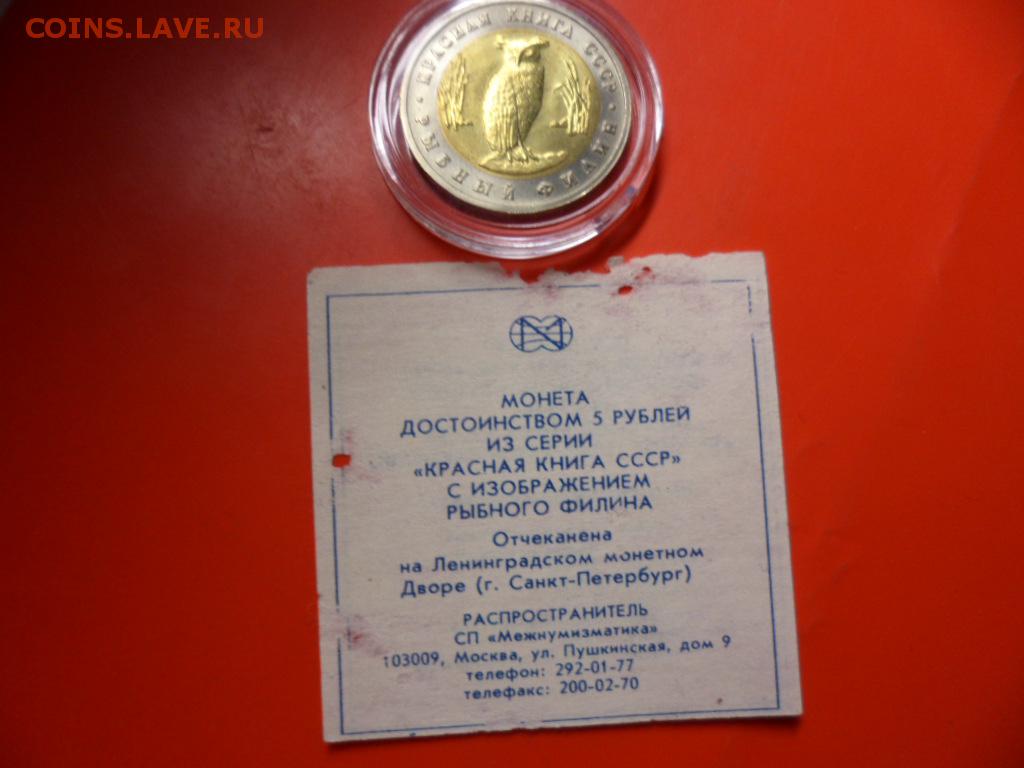 COINS.LAVE.RU
· КРАСНАЯ КНИГА СССР ·
РЫБНЫЙ ФИЛИН
МОНЕТА
ДОСТОИНСТВОМ 5 РУБЛЕЙ
ИЗ СЕРИИ
«КРАСНАЯ КНИГА СССР»
С ИЗОБРАЖЕНИЕМ
РЫБНОГО ФИЛИНА
Отчеканена
на Ленинградском монетном
Дворе (г. Санкт-Петербург)
РАСПРОСТРАНИТЕЛЬ
СП «Межнумизматика»
103009, Москва, ул. Пушкинская, дом 9
телефон: 292-01-77
телефакс: 200-02-70